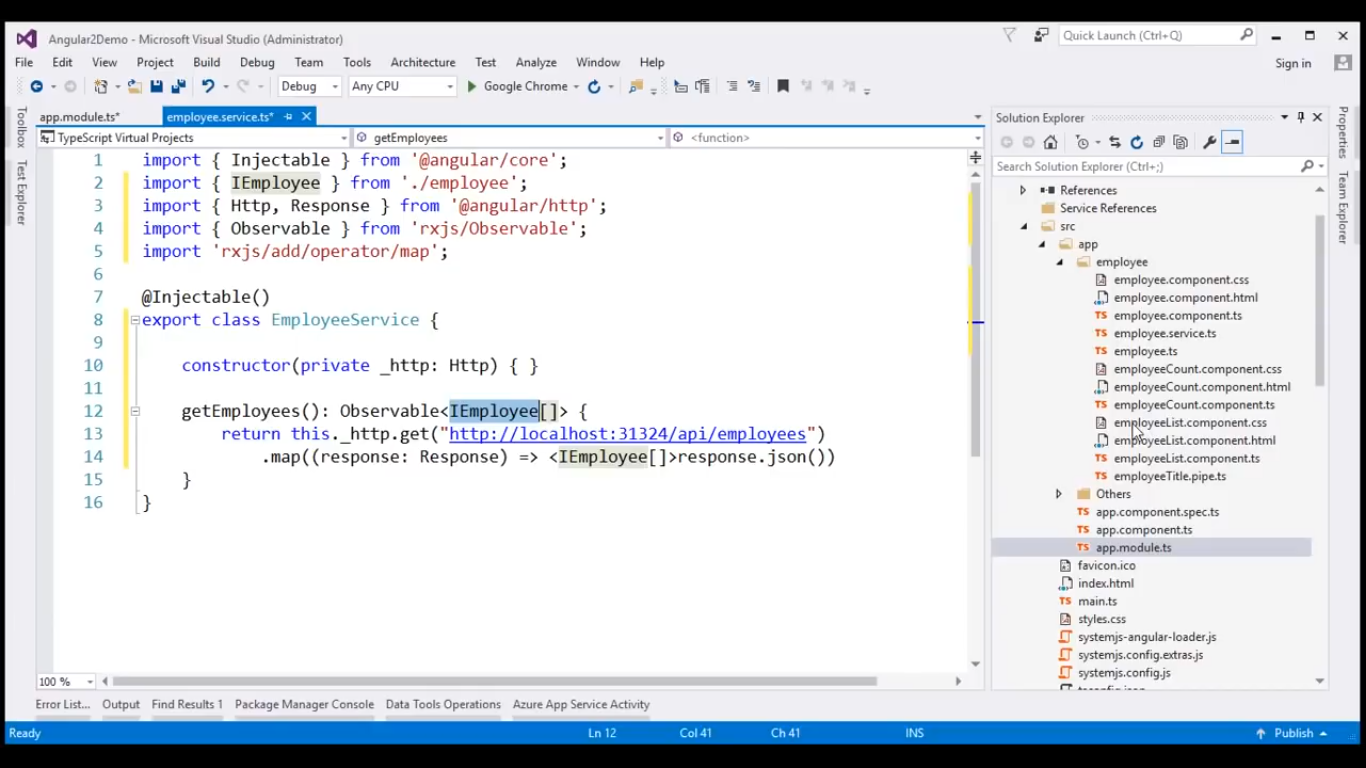 Angular2Demo - Microsoft Visual Studio (Administrator)
Quick Launch (Ctrl+Q)
File Edit View Project Build Debug Team Tools Architecture Test Analyze Window Help
Sign in
Debug Any CPU Google Chrome
Toolbox
Test Explorer
app.module.ts* employee.service.ts*
TypeScript Virtual Projects getEmployees <function>
1 import { Injectable } from '@angular/core';
2 import { IEmployee } from './employee';
3 import { Http, Response } from '@angular/http';
4 import { Observable } from 'rxjs/Observable';
5 import 'rxjs/add/operator/map';
6
7 @Injectable()
8 export class EmployeeService {
9
10 constructor(private _http: Http) { }
11
12 getEmployees(): Observable<IEmployee[]> {
13 return this._http.get("http://localhost:31324/api/employees")
14 .map((response: Response) => <IEmployee[]>response.json())
15 }
16 }
100 %
Solution Explorer
Search Solution Explorer (Ctrl+;)
References
Service References
src
app
employee
employee.component.css
employee.component.html
employee.component.ts
employee.service.ts
employee.ts
employeeCount.component.css
employeeCount.component.html
employeeCount.component.ts
employeeList.component.css
employeeList.component.html
employeeList.component.ts
employeeTitle.pipe.ts
Others
app.component.spec.ts
app.component.ts
app.module.ts
favicon.ico
index.html
main.ts
styles.css
systemjs-angular-loader.js
systemjs.config.extras.js
systemjs.config.js
Properties
Team Explorer
Error List... Output Find Results 1 Package Manager Console Data Tools Operations Azure App Service Activity
Ready Ln 12 Col 41 Ch 41 INS Publish